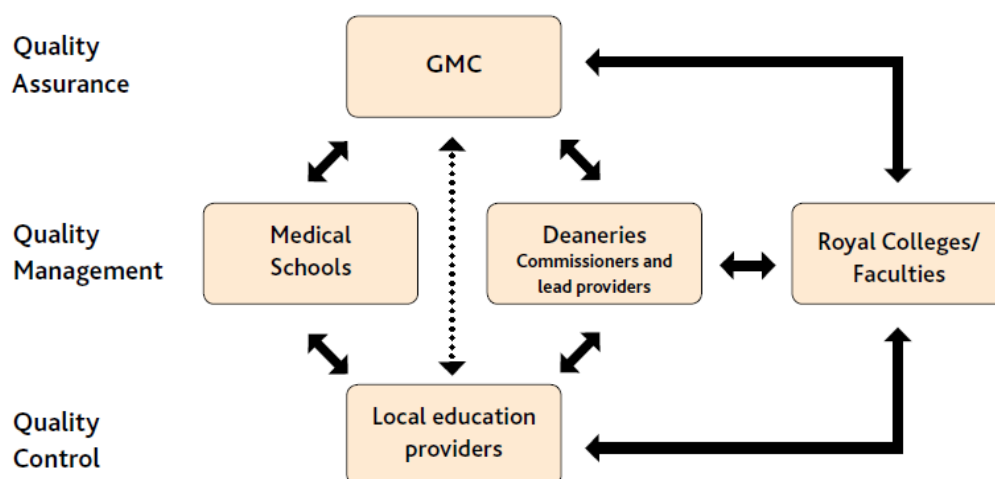 Quality
Assurance
GMC
Quality
Management
Medical
Schools
Deaneries
Commissioners and
lead providers
Royal Colleges/
Faculties
Quality
Control
Local education
providers